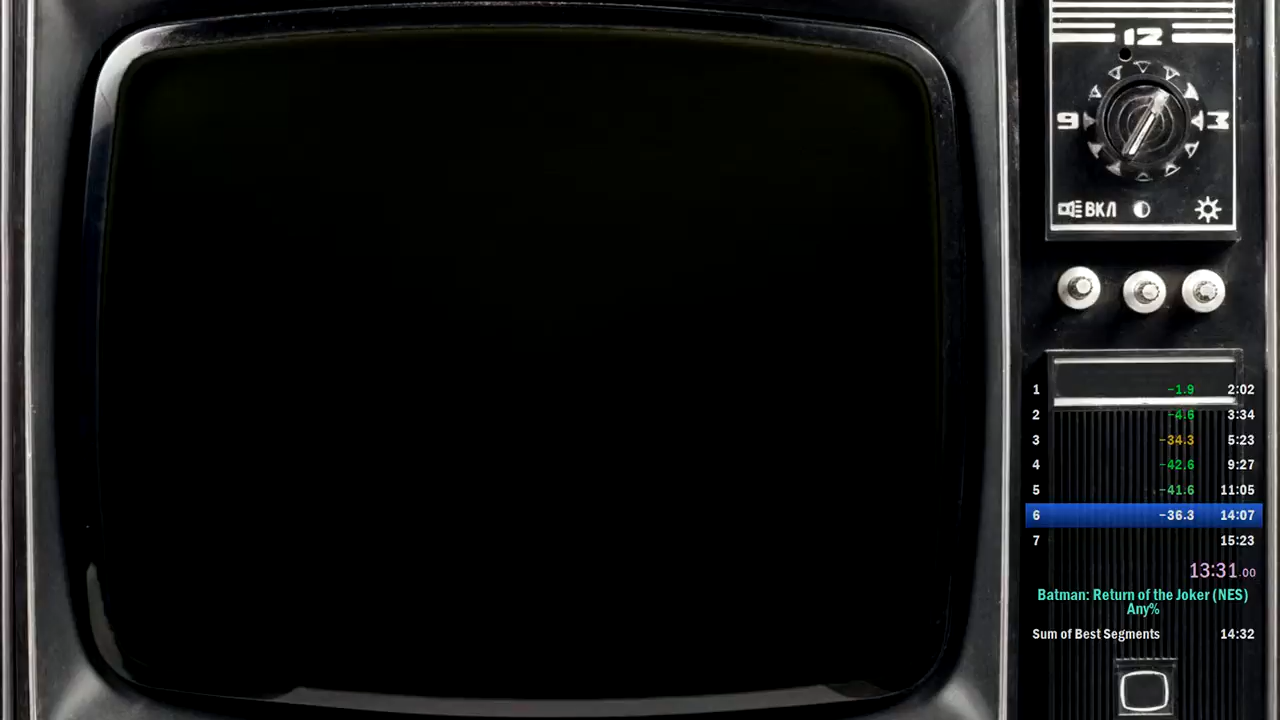 12
9 3
ВКЛ
1 -1.9 2:02
2 -4.6 3:34
3 -34.3 5:23
4 -42.6 9:27
5 -41.6 11:05
6 -36.3 14:07
7 15:23
13:31.00
Batman: Return of the Joker (NES)
Any%
Sum of Best Segments 14:32